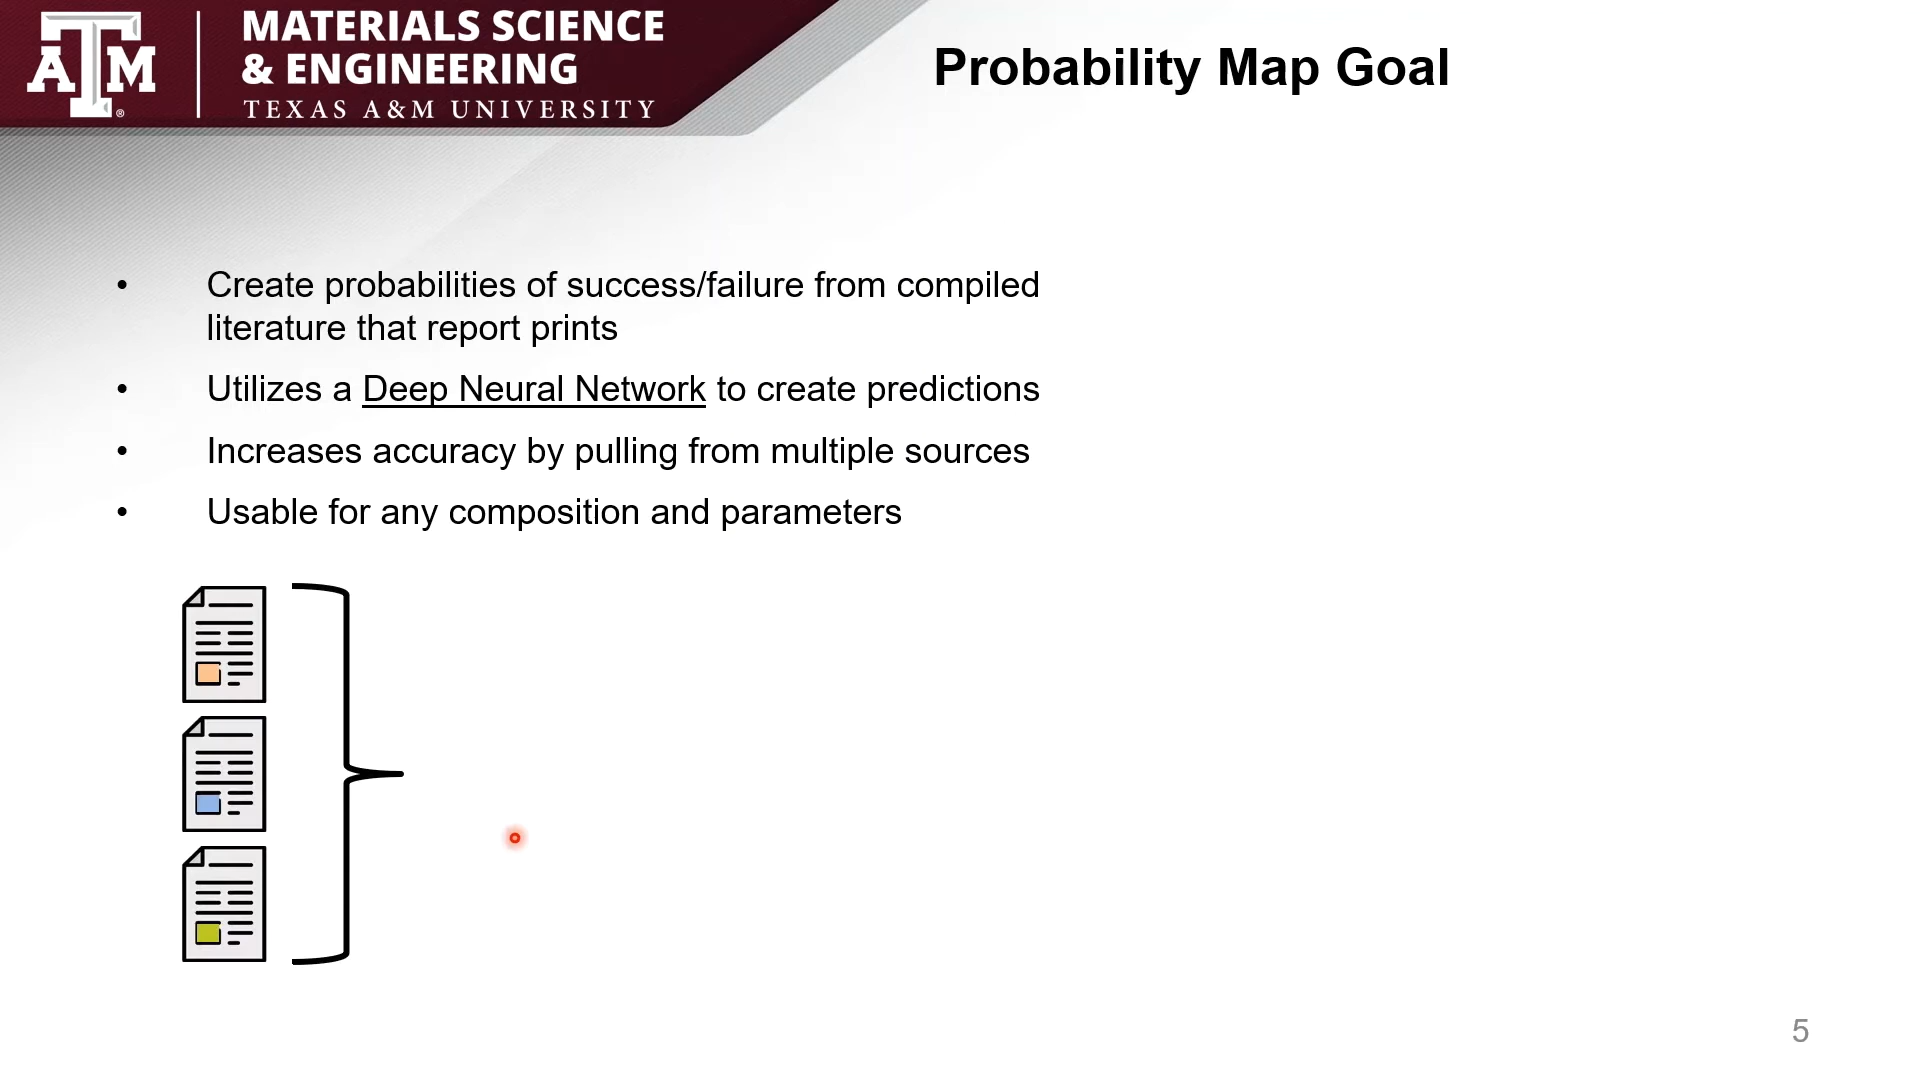 ATM
®
MATERIALS SCIENCE
& ENGINEERING
TEXAS A&M UNIVERSITY
Probability Map Goal
• Create probabilities of success/failure from compiled
literature that report prints
• Utilizes a Deep Neural Network to create predictions
• Increases accuracy by pulling from multiple sources
• Usable for any composition and parameters
5